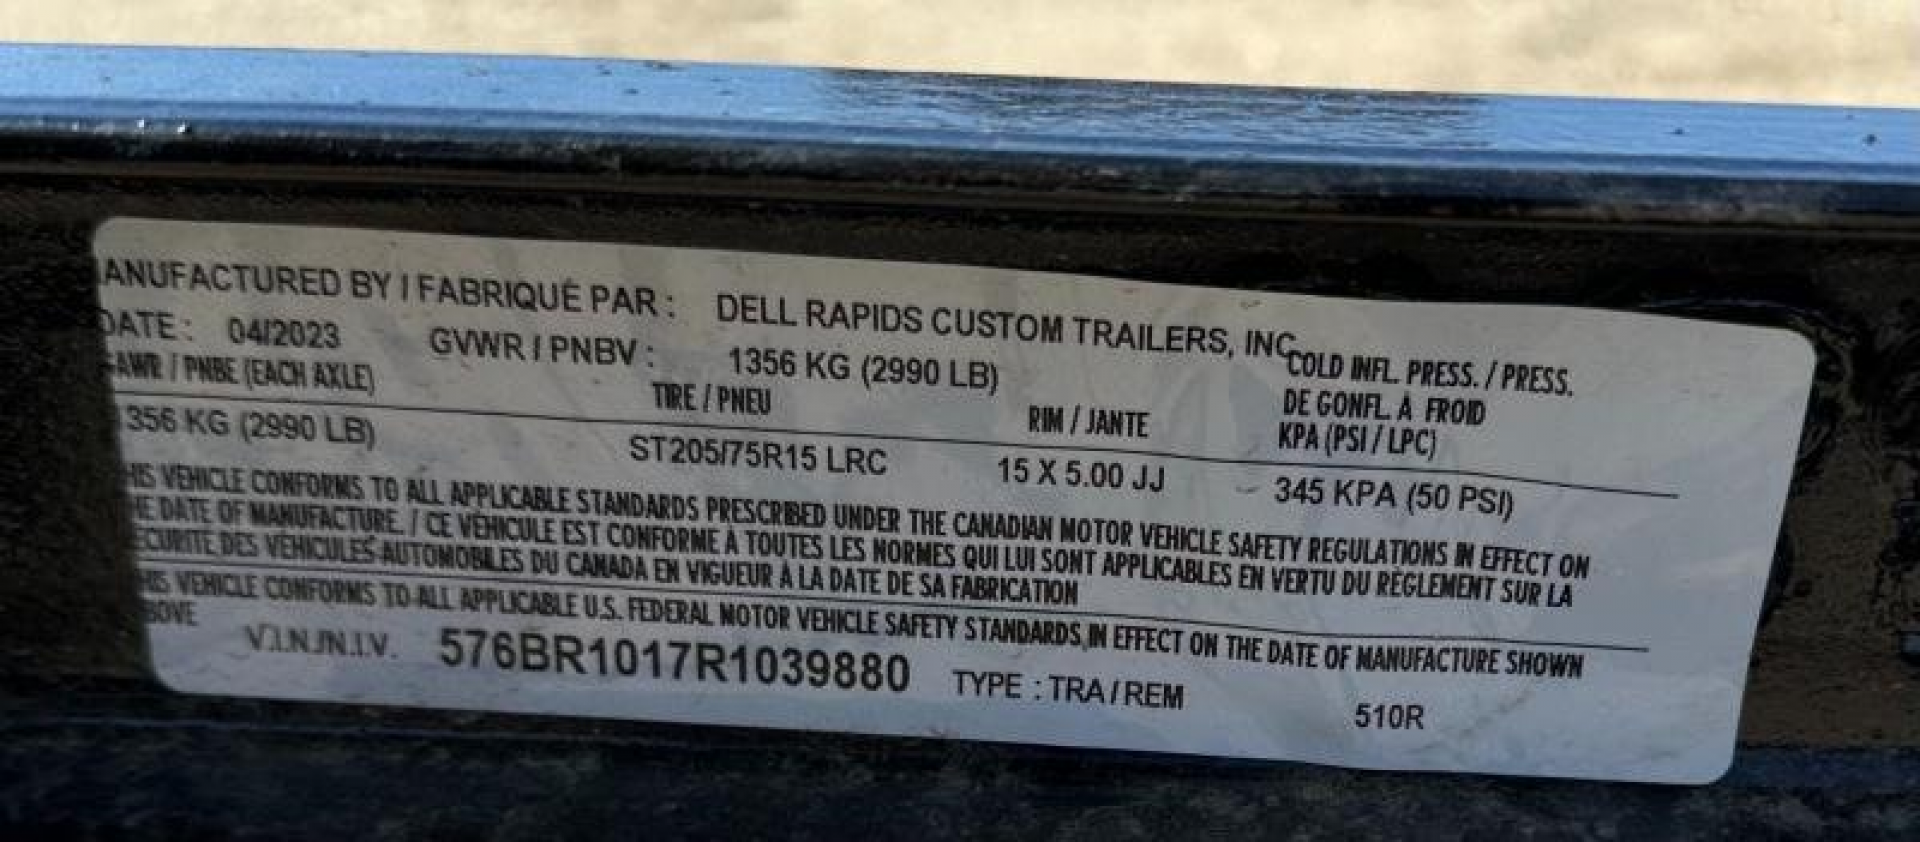 ANUFACTURED BY / FABRIQUÉ PAR : DELL RAPIDS CUSTOM TRAILERS, INC.
DATE : 04/2023 GVWR / PNBV : 1356 KG (2990 LB)
GAWR / PNBE (EACH AXLE) TIRE / PNEU RIM / JANTE COLD INFL. PRESS. / PRESS.
DE GONFL. À FROID
KPA (PSI / LPC)
356 KG (2990 LB) ST205/75R15 LRC 15 X 5.00 JJ 345 KPA (50 PSI)
HIS VEHICLE CONFORMS TO ALL APPLICABLE STANDARDS PRESCRIBED UNDER THE CANADIAN MOTOR VEHICLE SAFETY REGULATIONS IN EFFECT ON
HE DATE OF MANUFACTURE. / CE VÉHICULE EST CONFORME À TOUTES LES NORMES QUI LUI SONT APPLICABLES EN VERTU DU RÈGLEMENT SUR LA
ÉCURITÉ DES VÉHICULES AUTOMOBILES DU CANADA EN VIGUEUR À LA DATE DE SA FABRICATION
HIS VEHICLE CONFORMS TO ALL APPLICABLE U.S. FEDERAL MOTOR VEHICLE SAFETY STANDARDS, IN EFFECT ON THE DATE OF MANUFACTURE SHOWN
BOVE
V.I.N./N.I.V. 576BR1017R1039880 TYPE : TRA / REM 510R